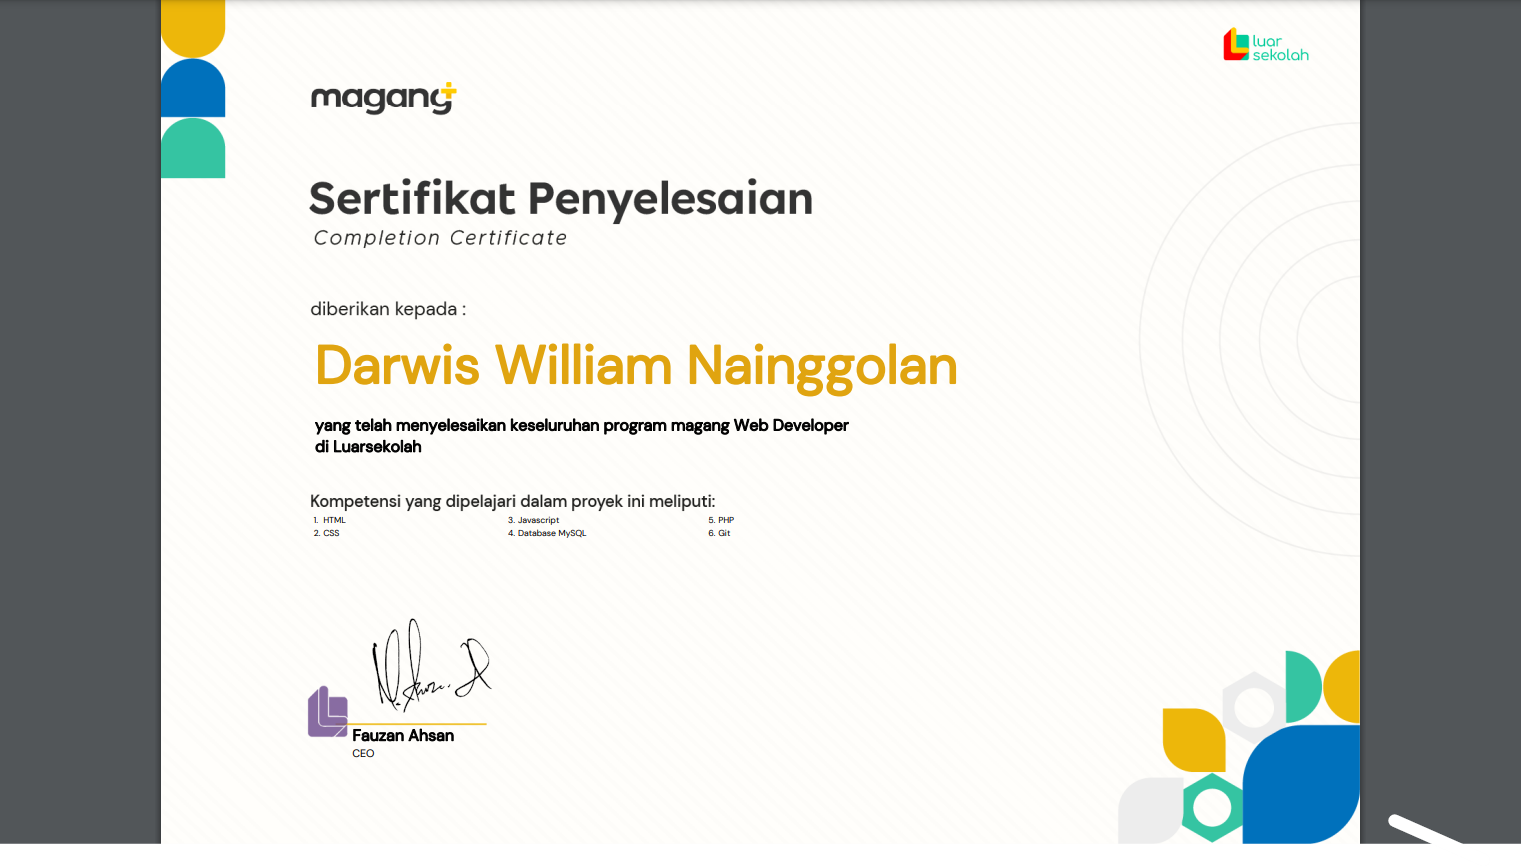 luar
sekolah
magang+
Sertifikat Penyelesaian
Completion Certificate
diberikan kepada :
Darwis William Nainggolan
yang telah menyelesaikan keseluruhan program magang Web Developer
di Luarsekolah
Kompetensi yang dipelajari dalam proyek ini meliputi:
1. HTML 3. Javascript 5. PHP
2. CSS 4. Database MySQL 6. Git
Fauzan Ahsan
CEO